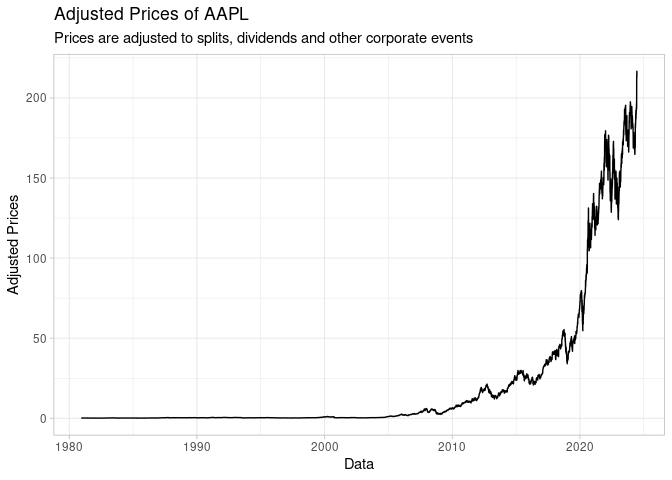 Adjusted Prices of AAPL
Prices are adjusted to splits, dividends and other corporate events
Adjusted Prices
200
150
100
50
0
1980
1990
2000
2010
2020
Data